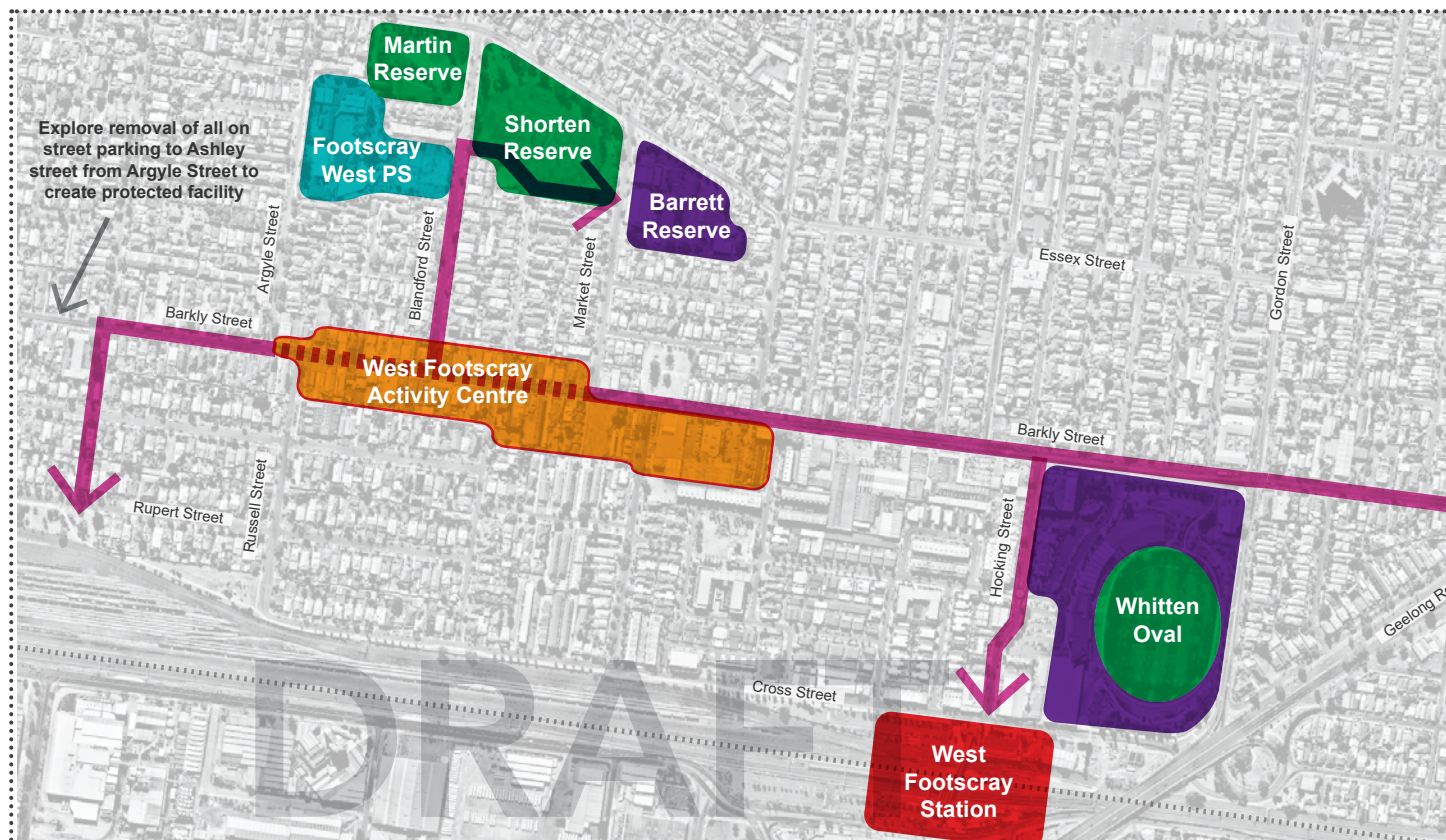 Martin
Reserve
Shorten
Reserve
Footscray
West PS
Barrett
Reserve
Explore removal of all on
street parking to Ashley
street from Argyle Street to
create protected facility
Argyle Street
Blandford Street
Market Street
Essex Street
Gordon Street
Barkly Street
West Footscray
Activity Centre
Barkly Street
Rupert Street
Russell Street
Hocking Street
Whitten
Oval
Geelong Ro
Cross Street
DRAFT
West
Footscray
Station